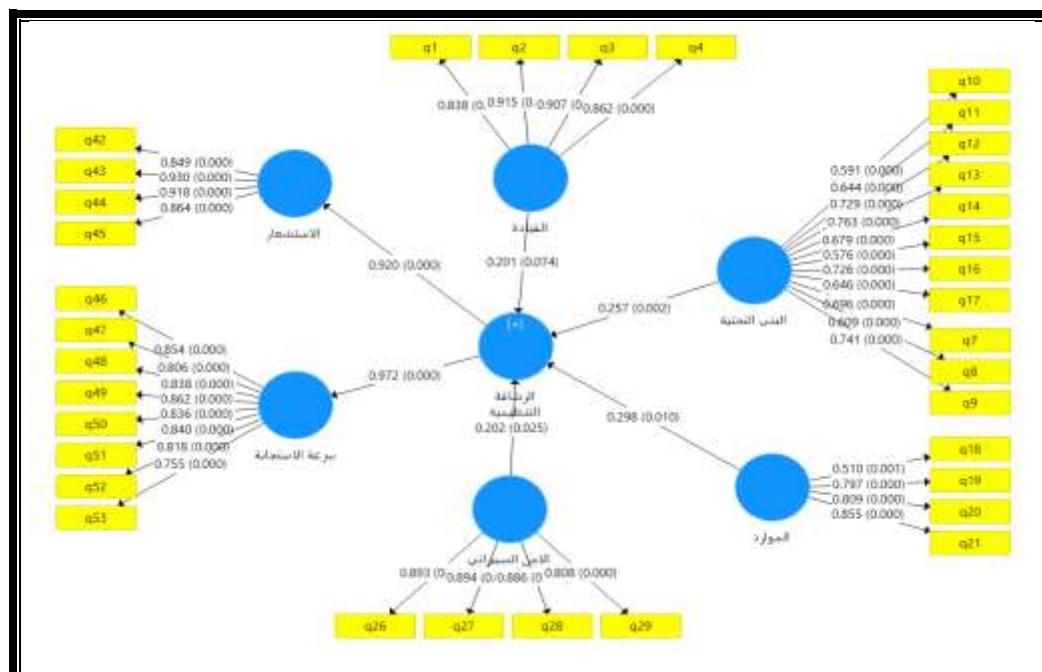 q1
q2
q3
q4
0.838 (0.
0.915 (0.
0.907 (0.
0.862 (0.000)
القيادة
0.201 (0.074)
q42
q43
q44
q45
0.849 (0.000)
0.930 (0.000)
0.918 (0.000)
0.864 (0.000)
الاستشعار
0.920 (0.000)
q10
q11
q12
q13
q14
q15
q16
q17
q7
q8
q9
0.591 (0.000)
0.644 (0.000)
0.729 (0.000)
0.763 (0.000)
0.679 (0.000)
0.576 (0.000)
0.726 (0.000)
0.646 (0.000)
0.696 (0.000)
0.609 (0.000)
0.741 (0.000)
البنى التحتية
0.257 (0.002)
[+]
الرشاقة
التنظيمية
q46
q47
q48
q49
q50
q51
q52
q53
0.854 (0.000)
0.806 (0.000)
0.838 (0.000)
0.862 (0.000)
0.836 (0.000)
0.840 (0.000)
0.818 (0.000)
0.755 (0.000)
سرعة الاستجابة
0.972 (0.000)
0.202 (0.025)
0.298 (0.010)
q18
q19
q20
q21
0.510 (0.001)
0.797 (0.000)
0.809 (0.000)
0.855 (0.000)
الموارد
الامن السيبراني
0.893 (0.
0.894 (0.
0.886 (0.
0.808 (0.000)
q26
q27
q28
q29